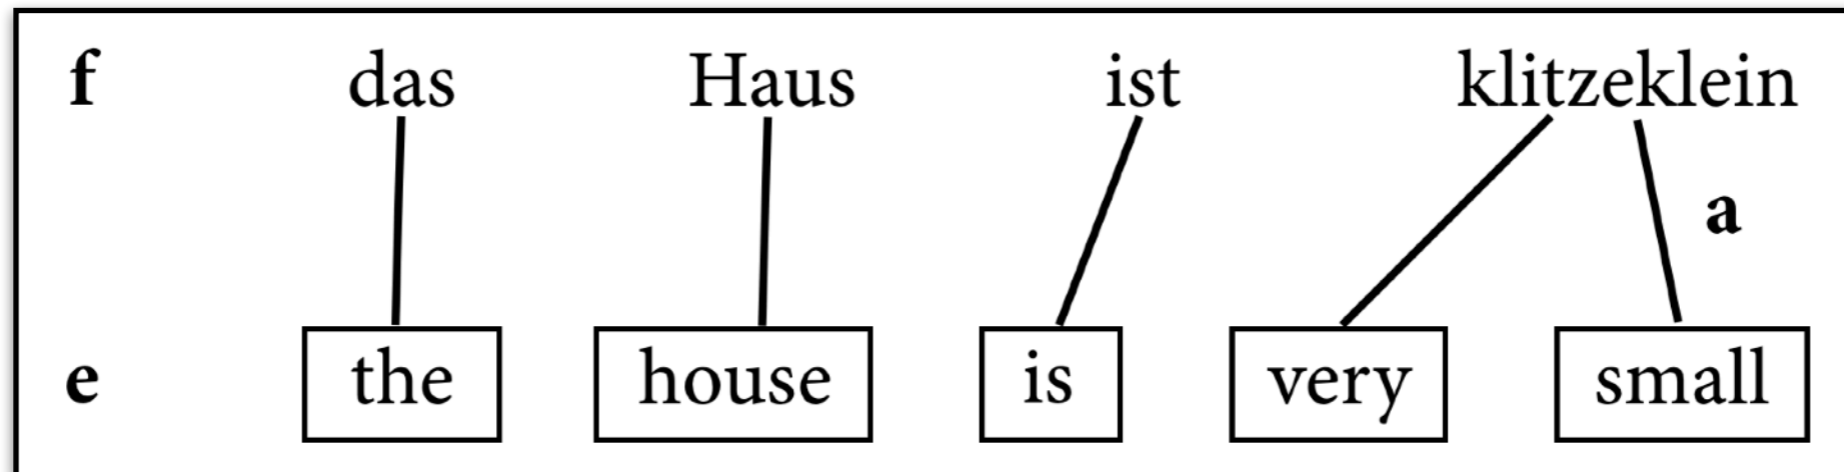 f das Haus ist klitzeklein
a
e the house is very small